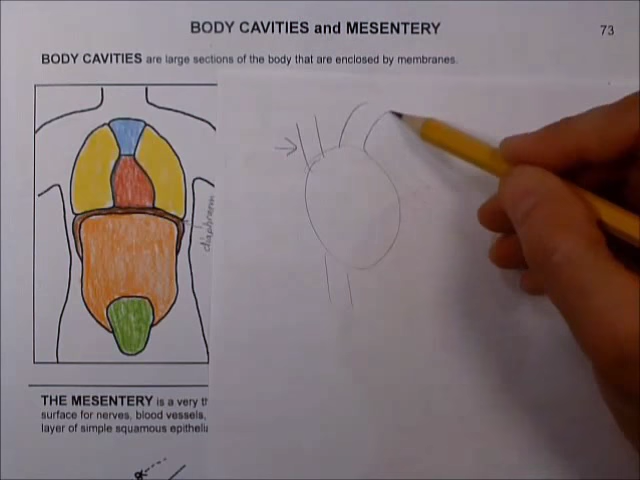 BODY CAVITIES and MESENTERY
73
BODY CAVITIES are large sections of the body that are enclosed by membranes.
diaphragm
THE MESENTERY is a very th
surface for nerves, blood vessels,
layer of simple squamous epitheliu